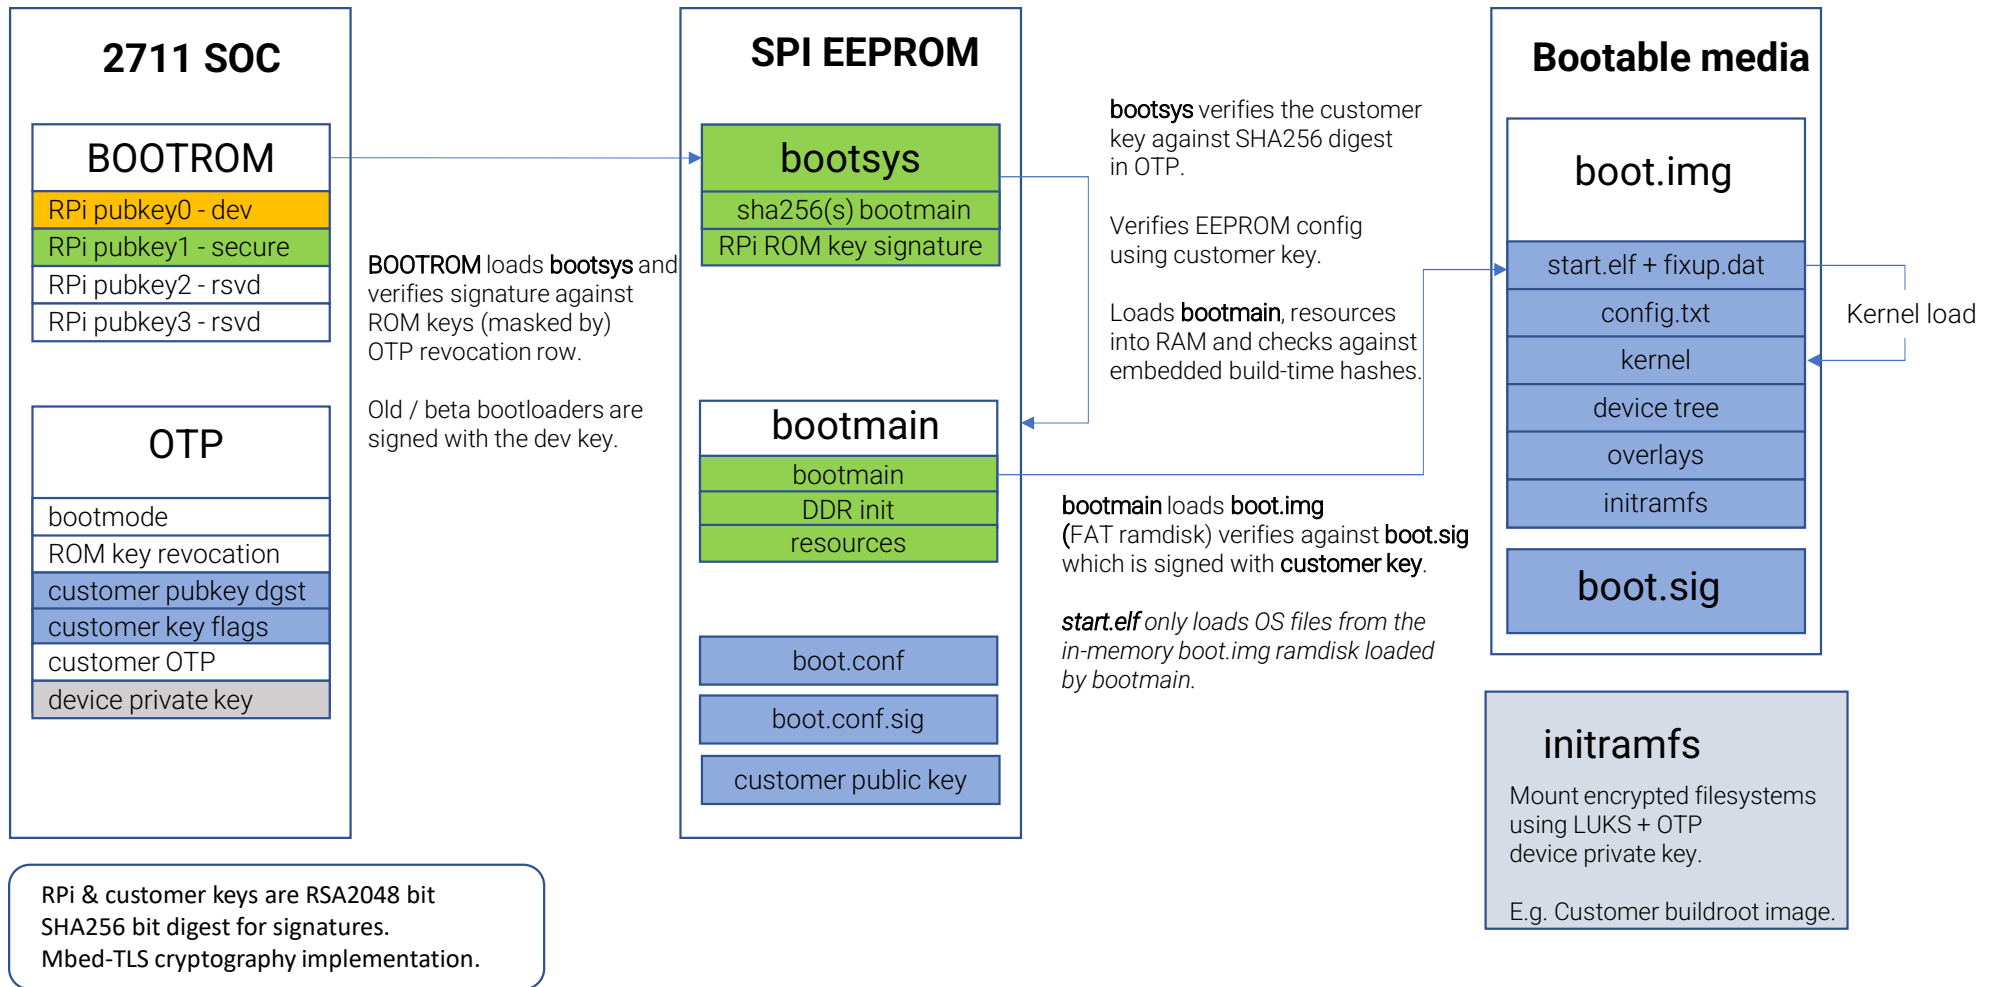 2711 SOC
BOOTROM
RPi pubkey0 - dev
RPi pubkey1 - secure
RPi pubkey2 - rsvd
RPi pubkey3 - rsvd
OTP
bootmode
ROM key revocation
customer pubkey dgst
customer key flags
customer OTP
device private key
BOOTROM loads bootsys and
verifies signature against
ROM keys (masked by)
OTP revocation row.
Old / beta bootloaders are
signed with the dev key.
SPI EEPROM
bootsys
sha256(s) bootmain
RPi ROM key signature
bootmain
bootmain
DDR init
resources
boot.conf
boot.conf.sig
customer public key
bootsys verifies the customer
key against SHA256 digest
in OTP.
Verifies EEPROM config
using customer key.
Loads bootmain, resources
into RAM and checks against
embedded build-time hashes.
bootmain loads boot.img
(FAT ramdisk) verifies against boot.sig
which is signed with customer key.
start.elf only loads OS files from the
in-memory boot.img ramdisk loaded
by bootmain.
Bootable media
boot.img
start.elf + fixup.dat
config.txt
kernel
device tree
overlays
initramfs
boot.sig
Kernel load
initramfs
Mount encrypted filesystems
using LUKS + OTP
device private key.
E.g. Customer buildroot image.
RPi & customer keys are RSA2048 bit
SHA256 bit digest for signatures.
Mbed-TLS cryptography implementation.